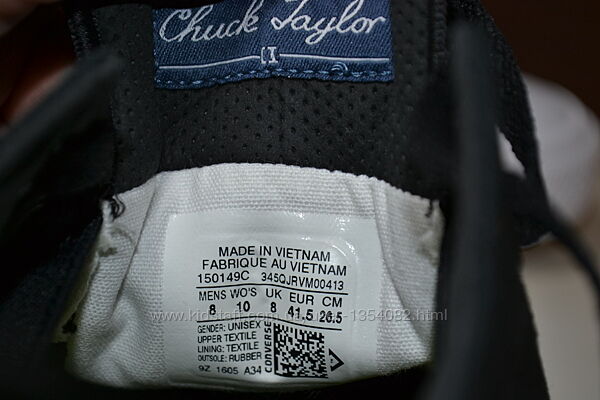 Chuck Taylor
II
MADE IN VIETNAM
FABRIQUE AU VIETNAM
150149C 345QJRVM00413
MENS WO'S UK EUR CM
8 10 8 41.5 26.5
GENDER: UNISEX
UPPER TEXTILE
LINING: TEXTILE
OUTSOLE: RUBBER
9Z 1605 A34
CONVERSE